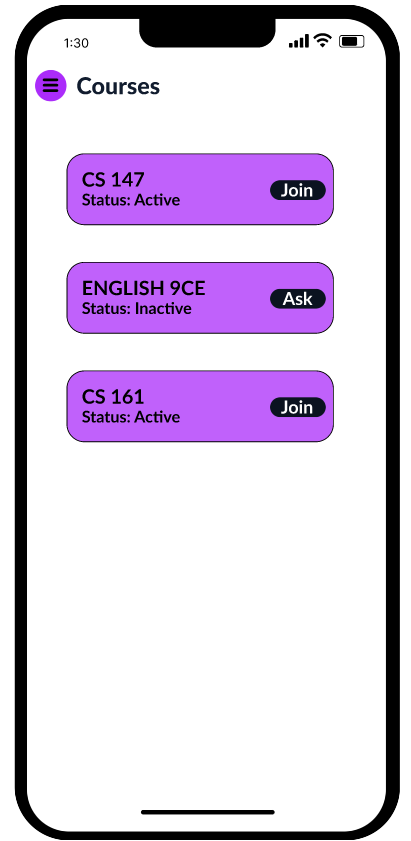 1:30
Courses
CS 147
Status: Active
Join
ENGLISH 9CE
Status: Inactive
Ask
CS 161
Status: Active
Join